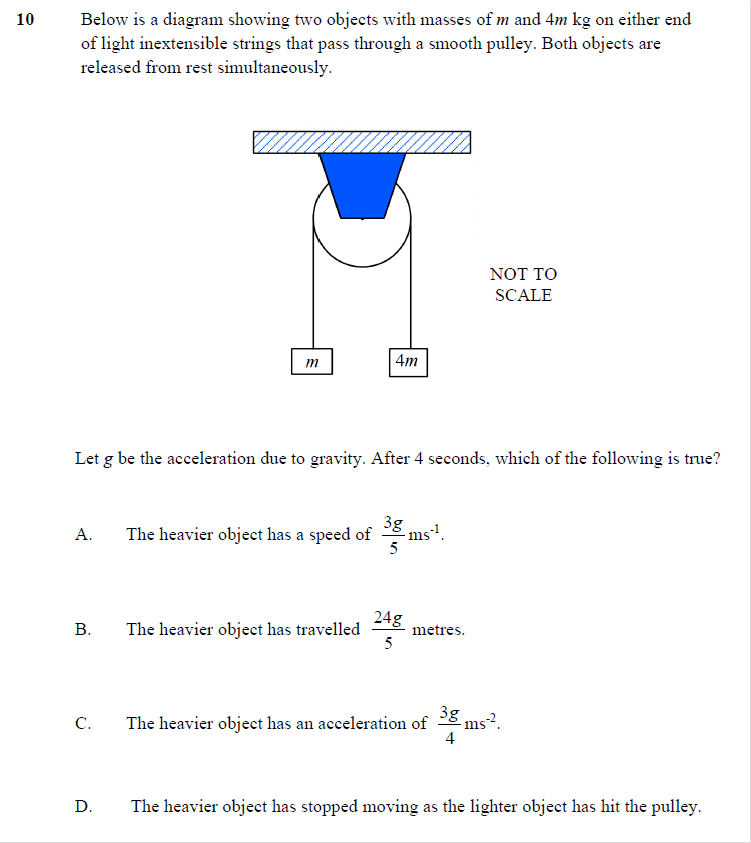 10 Below is a diagram showing two objects with masses of m and 4m kg on either end
of light inextensible strings that pass through a smooth pulley. Both objects are
released from rest simultaneously.
NOT TO
SCALE
m 4m
Let g be the acceleration due to gravity. After 4 seconds, which of the following is true?
A. The heavier object has a speed of 3g/5 ms⁻¹.
B. The heavier object has travelled 24g/5 metres.
C. The heavier object has an acceleration of 3g/4 ms⁻².
D. The heavier object has stopped moving as the lighter object has hit the pulley.